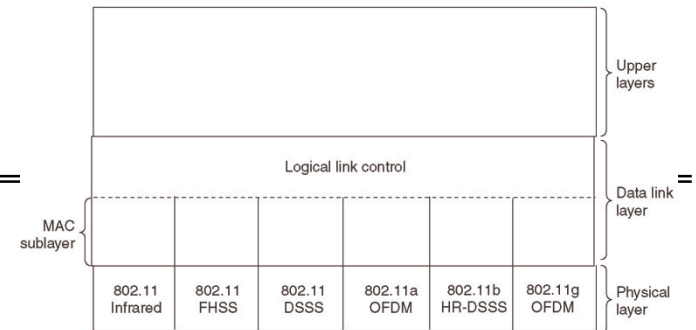 Upper
layers
Logical link control
Data link
layer
MAC
sublayer
802.11
Infrared
802.11
FHSS
802.11
DSSS
802.11a
OFDM
802.11b
HR-DSSS
802.11g
OFDM
Physical
layer